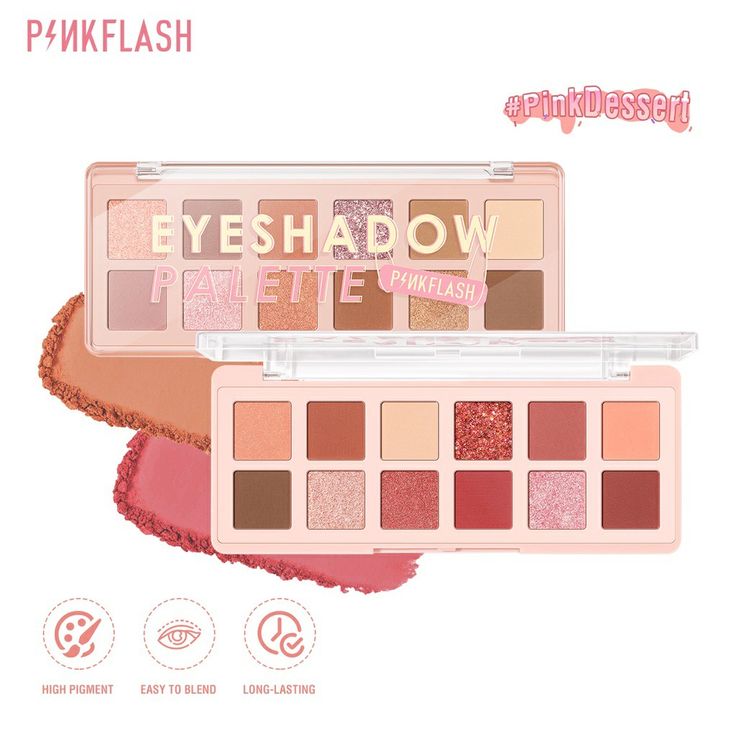 PINKFLASH
#PinkDessert
EYESHADOW
PALETTE
PINKFLASH
HIGH PIGMENT
EASY TO BLEND
LONG-LASTING